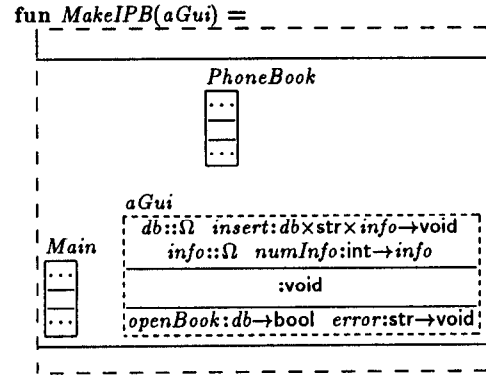 fun MakeIPB(aGui) =
PhoneBook
...
...
aGui
db::Ω insert:db×str×info→void
info::Ω numInfo:int→info
:void
openBook:db→bool error:str→void
Main
...
...